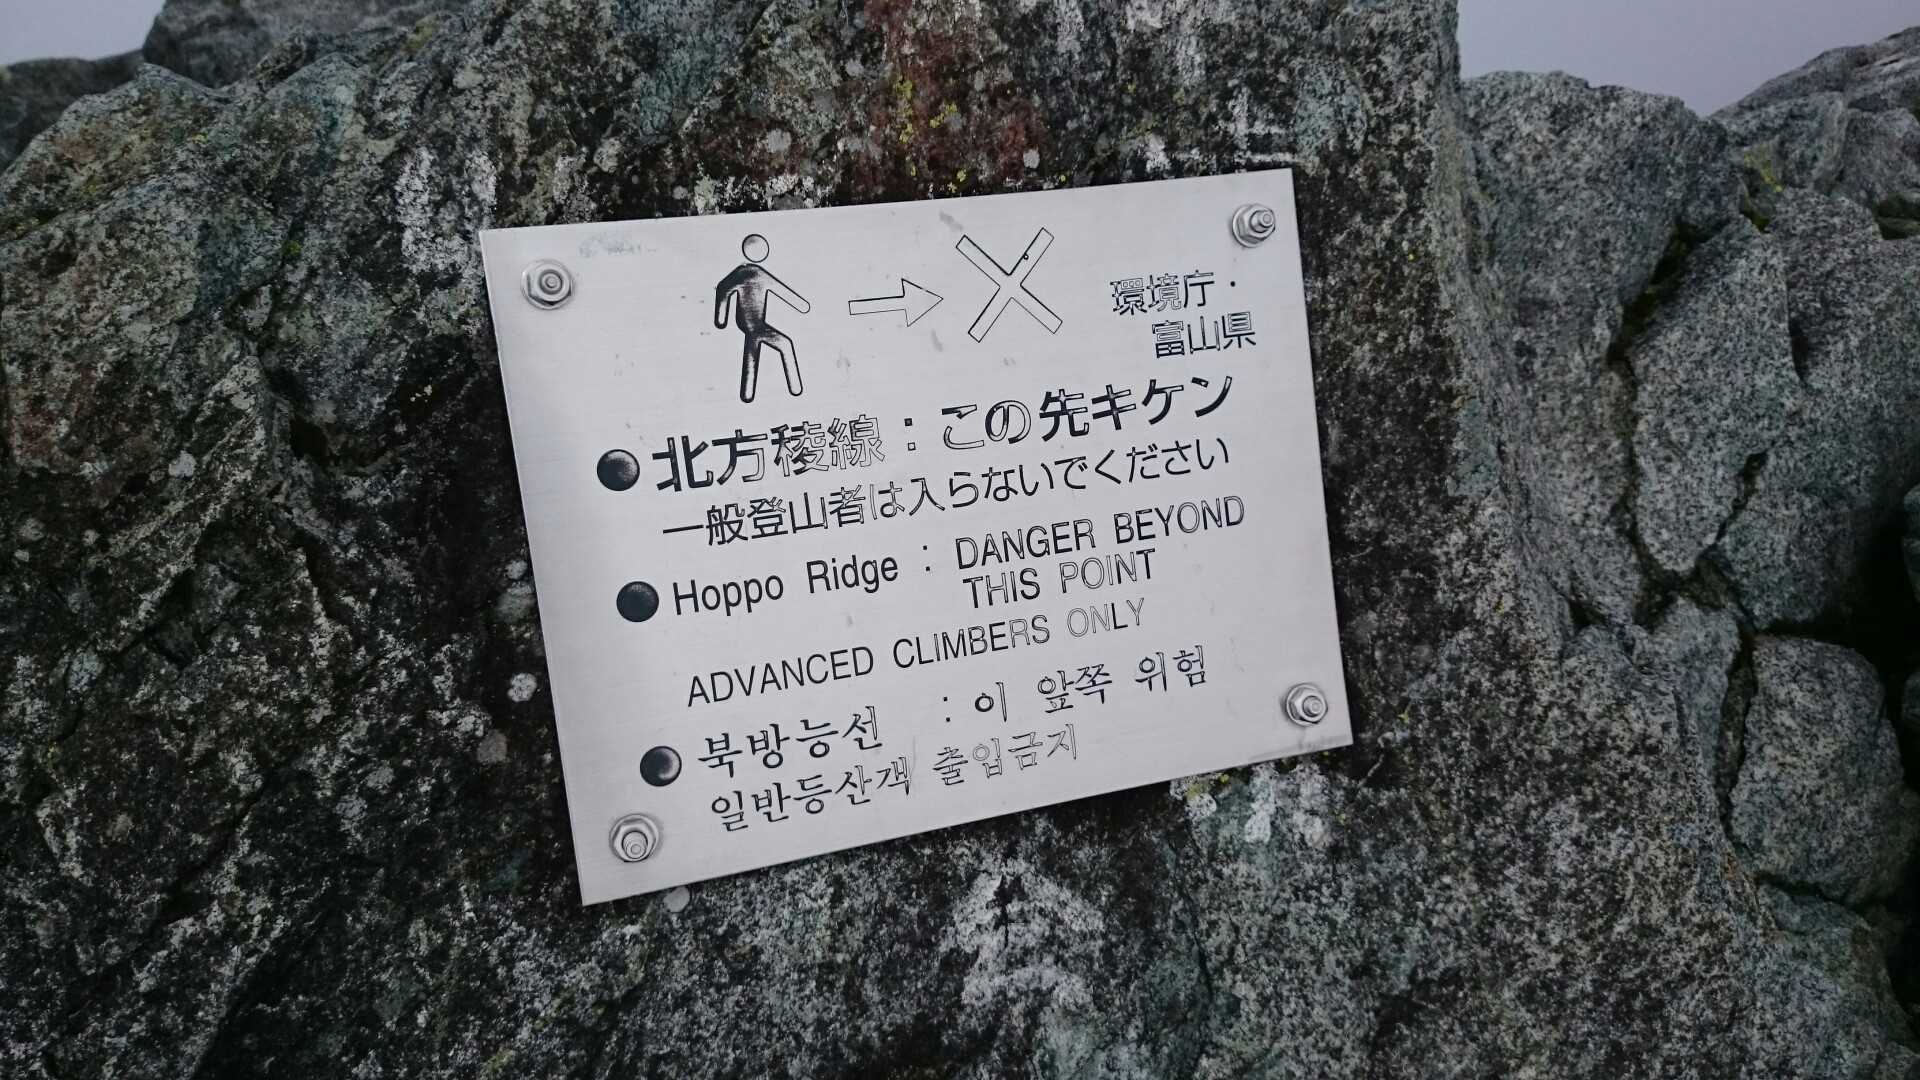 環境庁・
富山県
●北方稜線：この先キケン
一般登山者は入らないでください
●Hoppo Ridge : DANGER BEYOND
THIS POINT
ADVANCED CLIMBERS ONLY
●북방능선 : 이 앞쪽 위험
일반등산객 출입금지